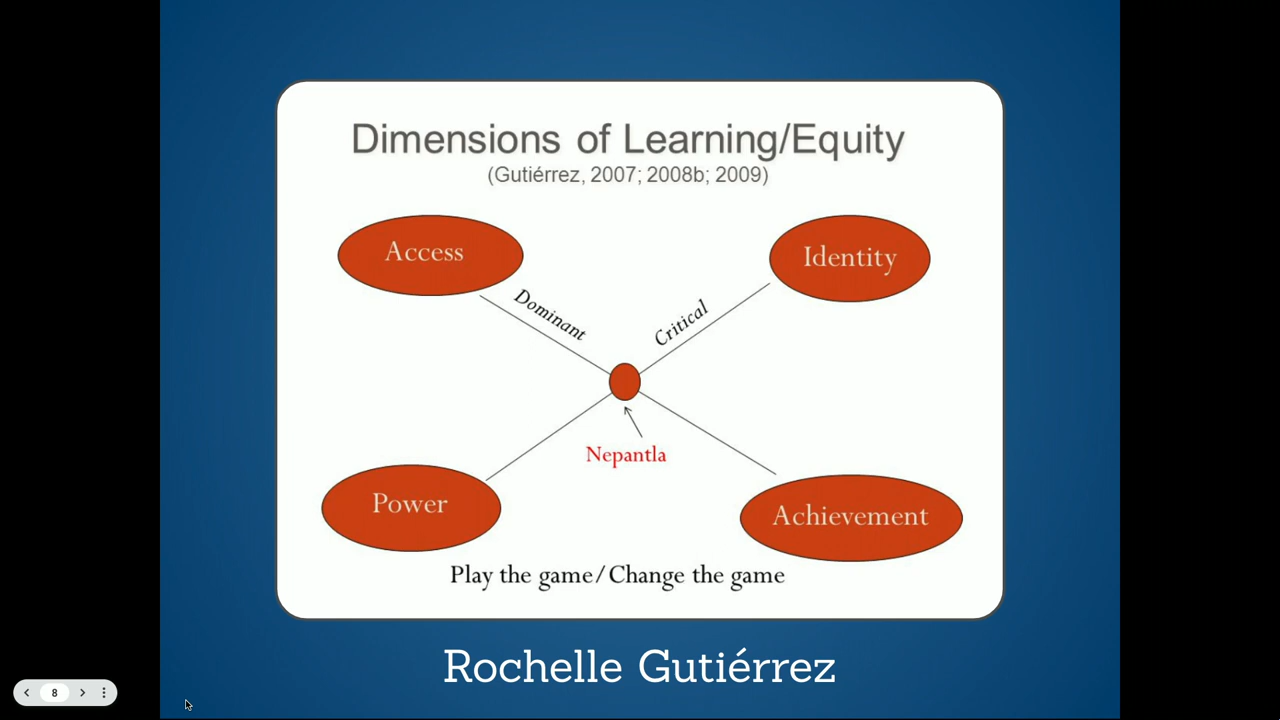 Dimensions of Learning/Equity
(Gutiérrez, 2007; 2008b; 2009)
Access
Identity
Dominant
Critical
Nepantla
Power
Achievement
Play the game/Change the game
Rochelle Gutiérrez
8